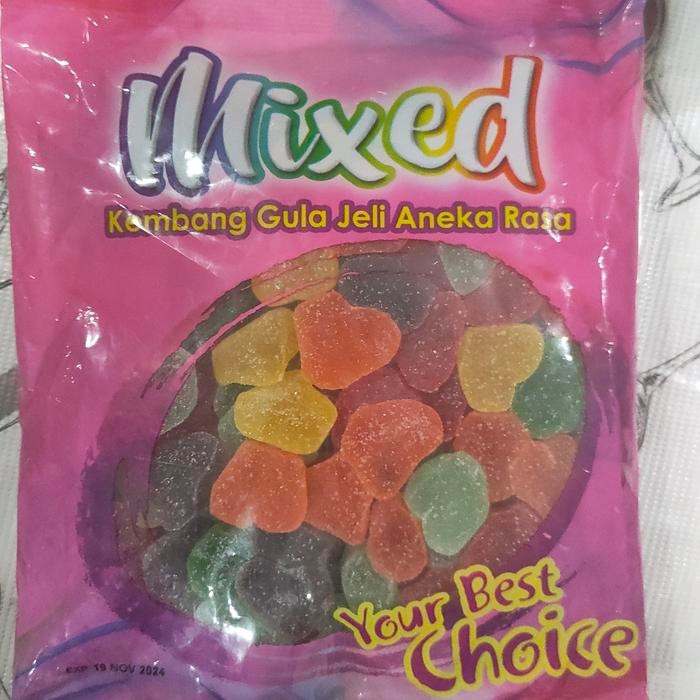 Mixed
Kembang Gula Jeli Aneka Rasa
Your Best
Choice
EXP 19 NOV 2024